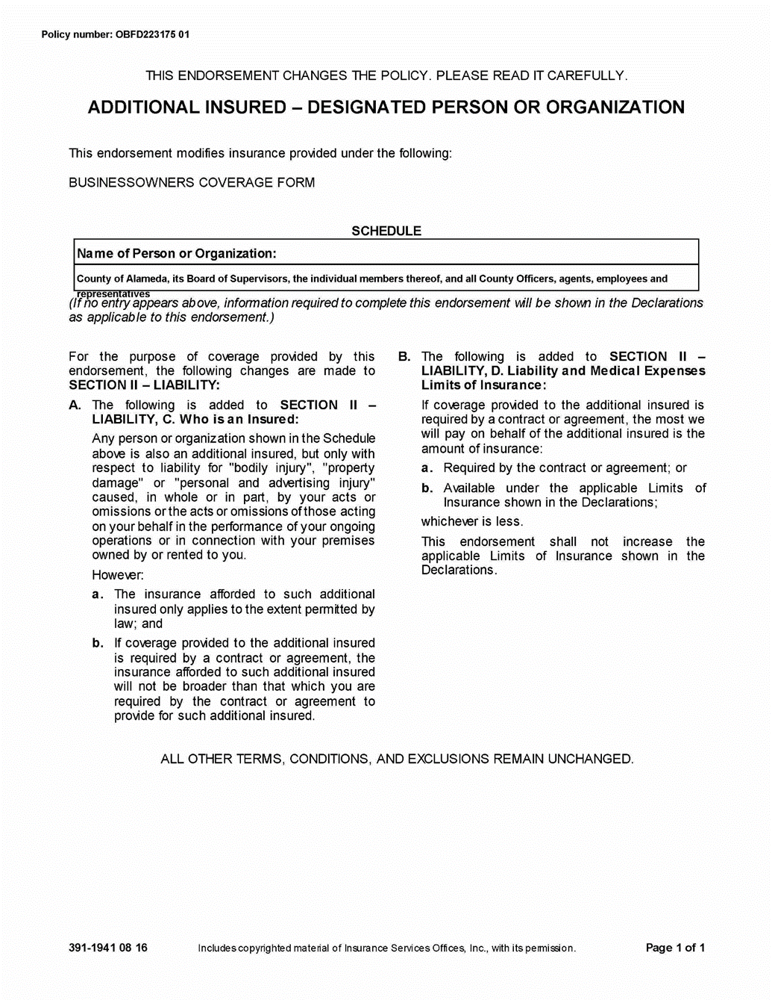 Policy number: OBFD223175 01
THIS ENDORSEMENT CHANGES THE POLICY. PLEASE READ IT CAREFULLY.
ADDITIONAL INSURED – DESIGNATED PERSON OR ORGANIZATION
This endorsement modifies insurance provided under the following:
BUSINESSOWNERS COVERAGE FORM
SCHEDULE
Name of Person or Organization:
County of Alameda, its Board of Supervisors, the individual members thereof, and all County Officers, agents, employees and
representatives
(If no entry appears above, information required to complete this endorsement will be shown in the Declarations
as applicable to this endorsement.)
For the purpose of coverage provided by this
endorsement, the following changes are made to
SECTION II – LIABILITY:
A. The following is added to SECTION II –
LIABILITY, C. Who is an Insured:
Any person or organization shown in the Schedule
above is also an additional insured, but only with
respect to liability for "bodily injury", "property
damage" or "personal and advertising injury"
caused, in whole or in part, by your acts or
omissions or the acts or omissions of those acting
on your behalf in the performance of your ongoing
operations or in connection with your premises
owned by or rented to you.
However:
a. The insurance afforded to such additional
insured only applies to the extent permitted by
law; and
b. If coverage provided to the additional insured
is required by a contract or agreement, the
insurance afforded to such additional insured
will not be broader than that which you are
required by the contract or agreement to
provide for such additional insured.
B. The following is added to SECTION II –
LIABILITY, D. Liability and Medical Expenses
Limits of Insurance:
If coverage provided to the additional insured is
required by a contract or agreement, the most we
will pay on behalf of the additional insured is the
amount of insurance:
a. Required by the contract or agreement; or
b. Available under the applicable Limits of
Insurance shown in the Declarations;
whichever is less.
This endorsement shall not increase the
applicable Limits of Insurance shown in the
Declarations.
ALL OTHER TERMS, CONDITIONS, AND EXCLUSIONS REMAIN UNCHANGED.
391-1941 08 16 Includes copyrighted material of Insurance Services Offices, Inc., with its permission. Page 1 of 1